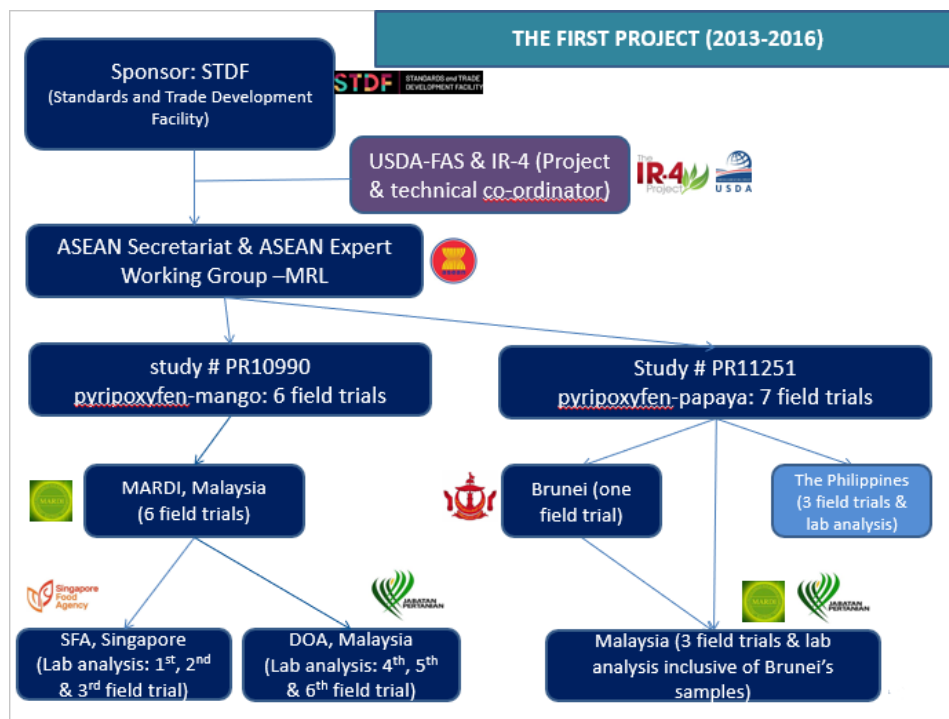 THE FIRST PROJECT (2013-2016)
Sponsor: STDF
(Standards and Trade Development
Facility)
STDF
STANDARDS and TRADE
DEVELOPMENT FACILITY
USDA-FAS & IR-4 (Project
& technical co-ordinator)
The
IR-4
Project
USDA
ASEAN Secretariat & ASEAN Expert
Working Group –MRL
study # PR10990
pyripoxyfen-mango: 6 field trials
Study # PR11251
pyripoxyfen-papaya: 7 field trials
MARDI
MARDI, Malaysia
(6 field trials)
Brunei (one
field trial)
The Philippines
(3 field trials &
lab analysis)
Singapore
Food
Agency
JABATAN
PERTANIAN
MARDI
JABATAN
PERTANIAN
SFA, Singapore
(Lab analysis: 1st, 2nd
& 3rd field trial)
DOA, Malaysia
(Lab analysis: 4th, 5th
& 6th field trial)
Malaysia (3 field trials & lab
analysis inclusive of Brunei's
samples)